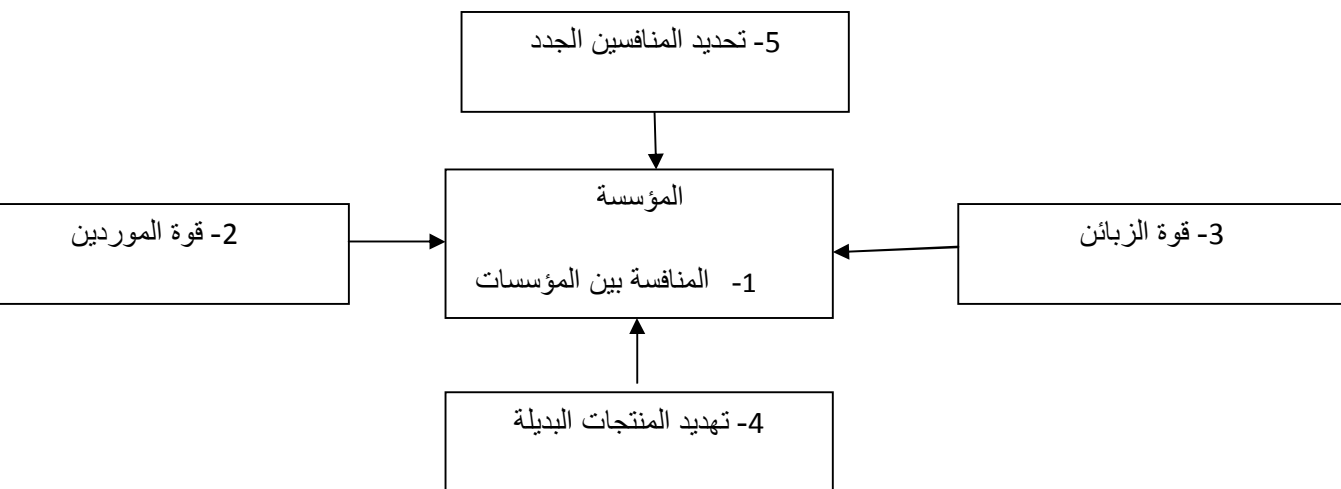 5- تحديد المنافسين الجدد
المؤسسة
1- المنافسة بين المؤسسات
3- قوة الزبائن
2- قوة الموردين
4- تهديد المنتجات البديلة